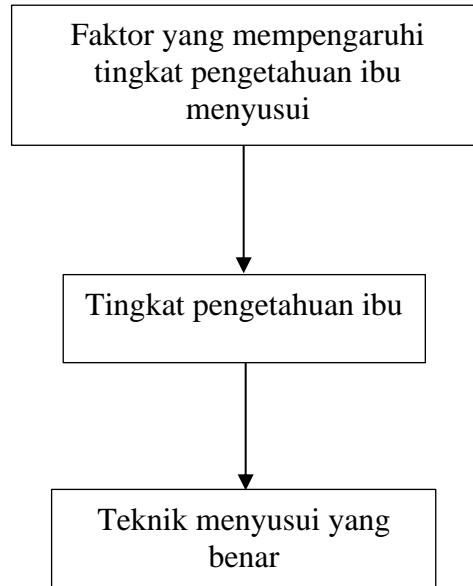 Faktor yang mempengaruhi
tingkat pengetahuan ibu
menyusui
Tingkat pengetahuan ibu
Teknik menyusui yang
benar